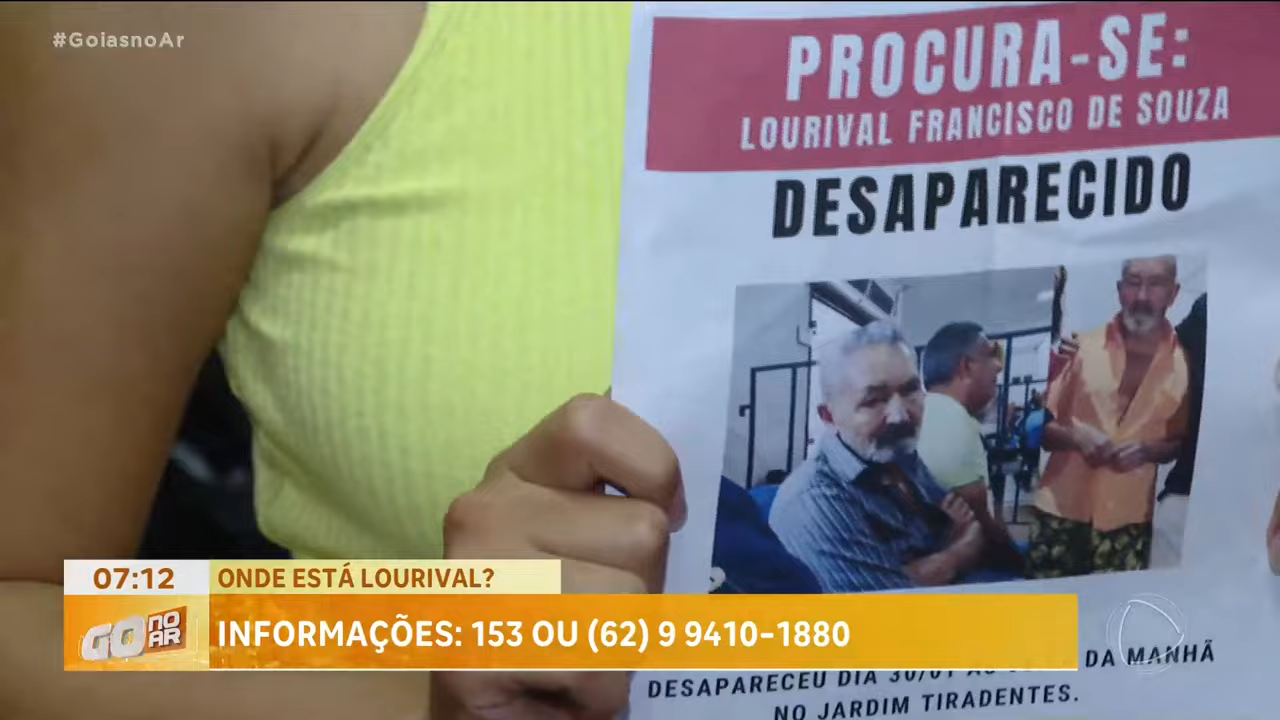 #GoiasnoAr
PROCURA-SE:
LOURIVAL FRANCISCO DE SOUZA
DESAPARECIDO
07:12
ONDE ESTÁ LOURIVAL?
GO NO AR
INFORMAÇÕES: 153 OU (62) 9 9410-1880
DESAPARECEU DIA 30/01 DA MANHÃ
NO JARDIM TIRADENTES.